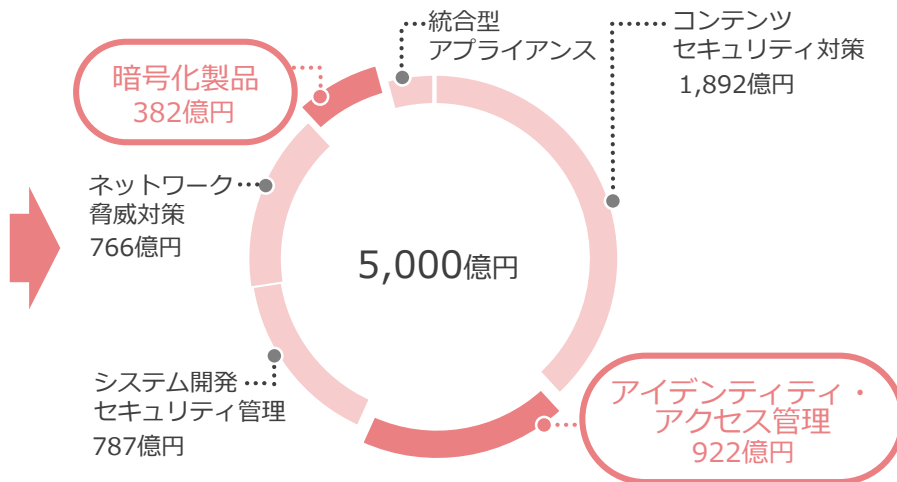 統合型
アプライアンス
コンテンツ
セキュリティ対策
1,892億円
暗号化製品
382億円
ネットワーク
脅威対策
766億円
5,000億円
システム開発
セキュリティ管理
787億円
アイデンティティ・
アクセス管理
922億円